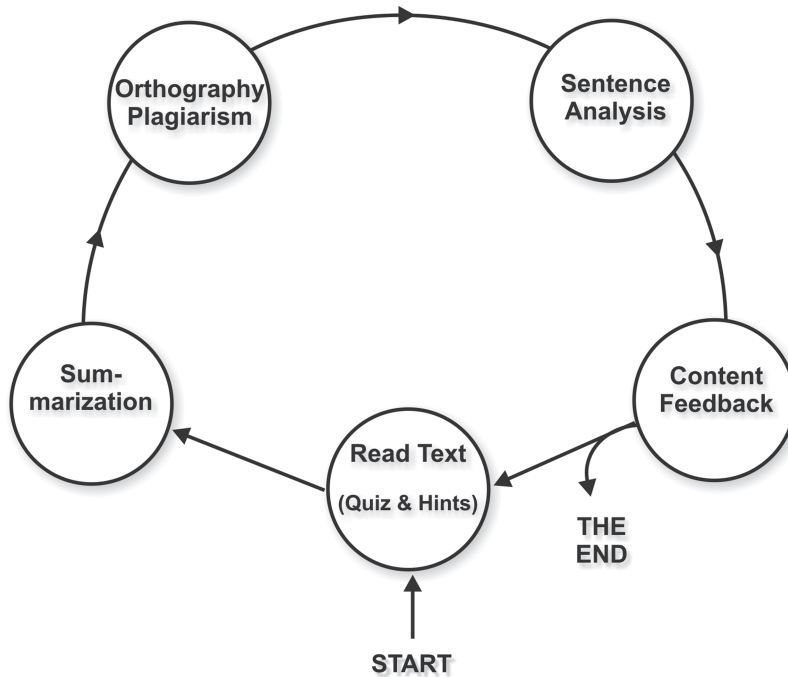 Orthography
Plagiarism
Sentence
Analysis
Sum-
marization
Content
Feedback
Read Text
(Quiz & Hints)
THE
END
START